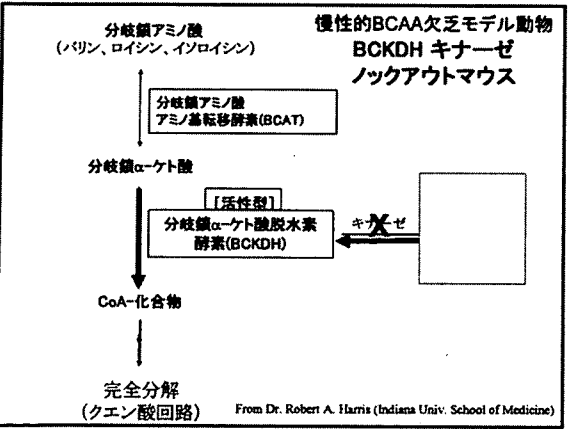 慢性的BCAA欠乏モデル動物
BCKDH キナーゼ
ノックアウトマウス
分岐鎖アミノ酸
(バリン、ロイシン、イソロイシン)
分岐鎖アミノ酸
アミノ基転移酵素(BCAT)
分岐鎖α-ケト酸
[活性型]
分岐鎖α-ケト酸脱水素
酵素(BCKDH)
キナーゼ
CoA-化合物
完全分解
(クエン酸回路)
From Dr. Robert A. Harris (Indiana Univ. School of Medicine)